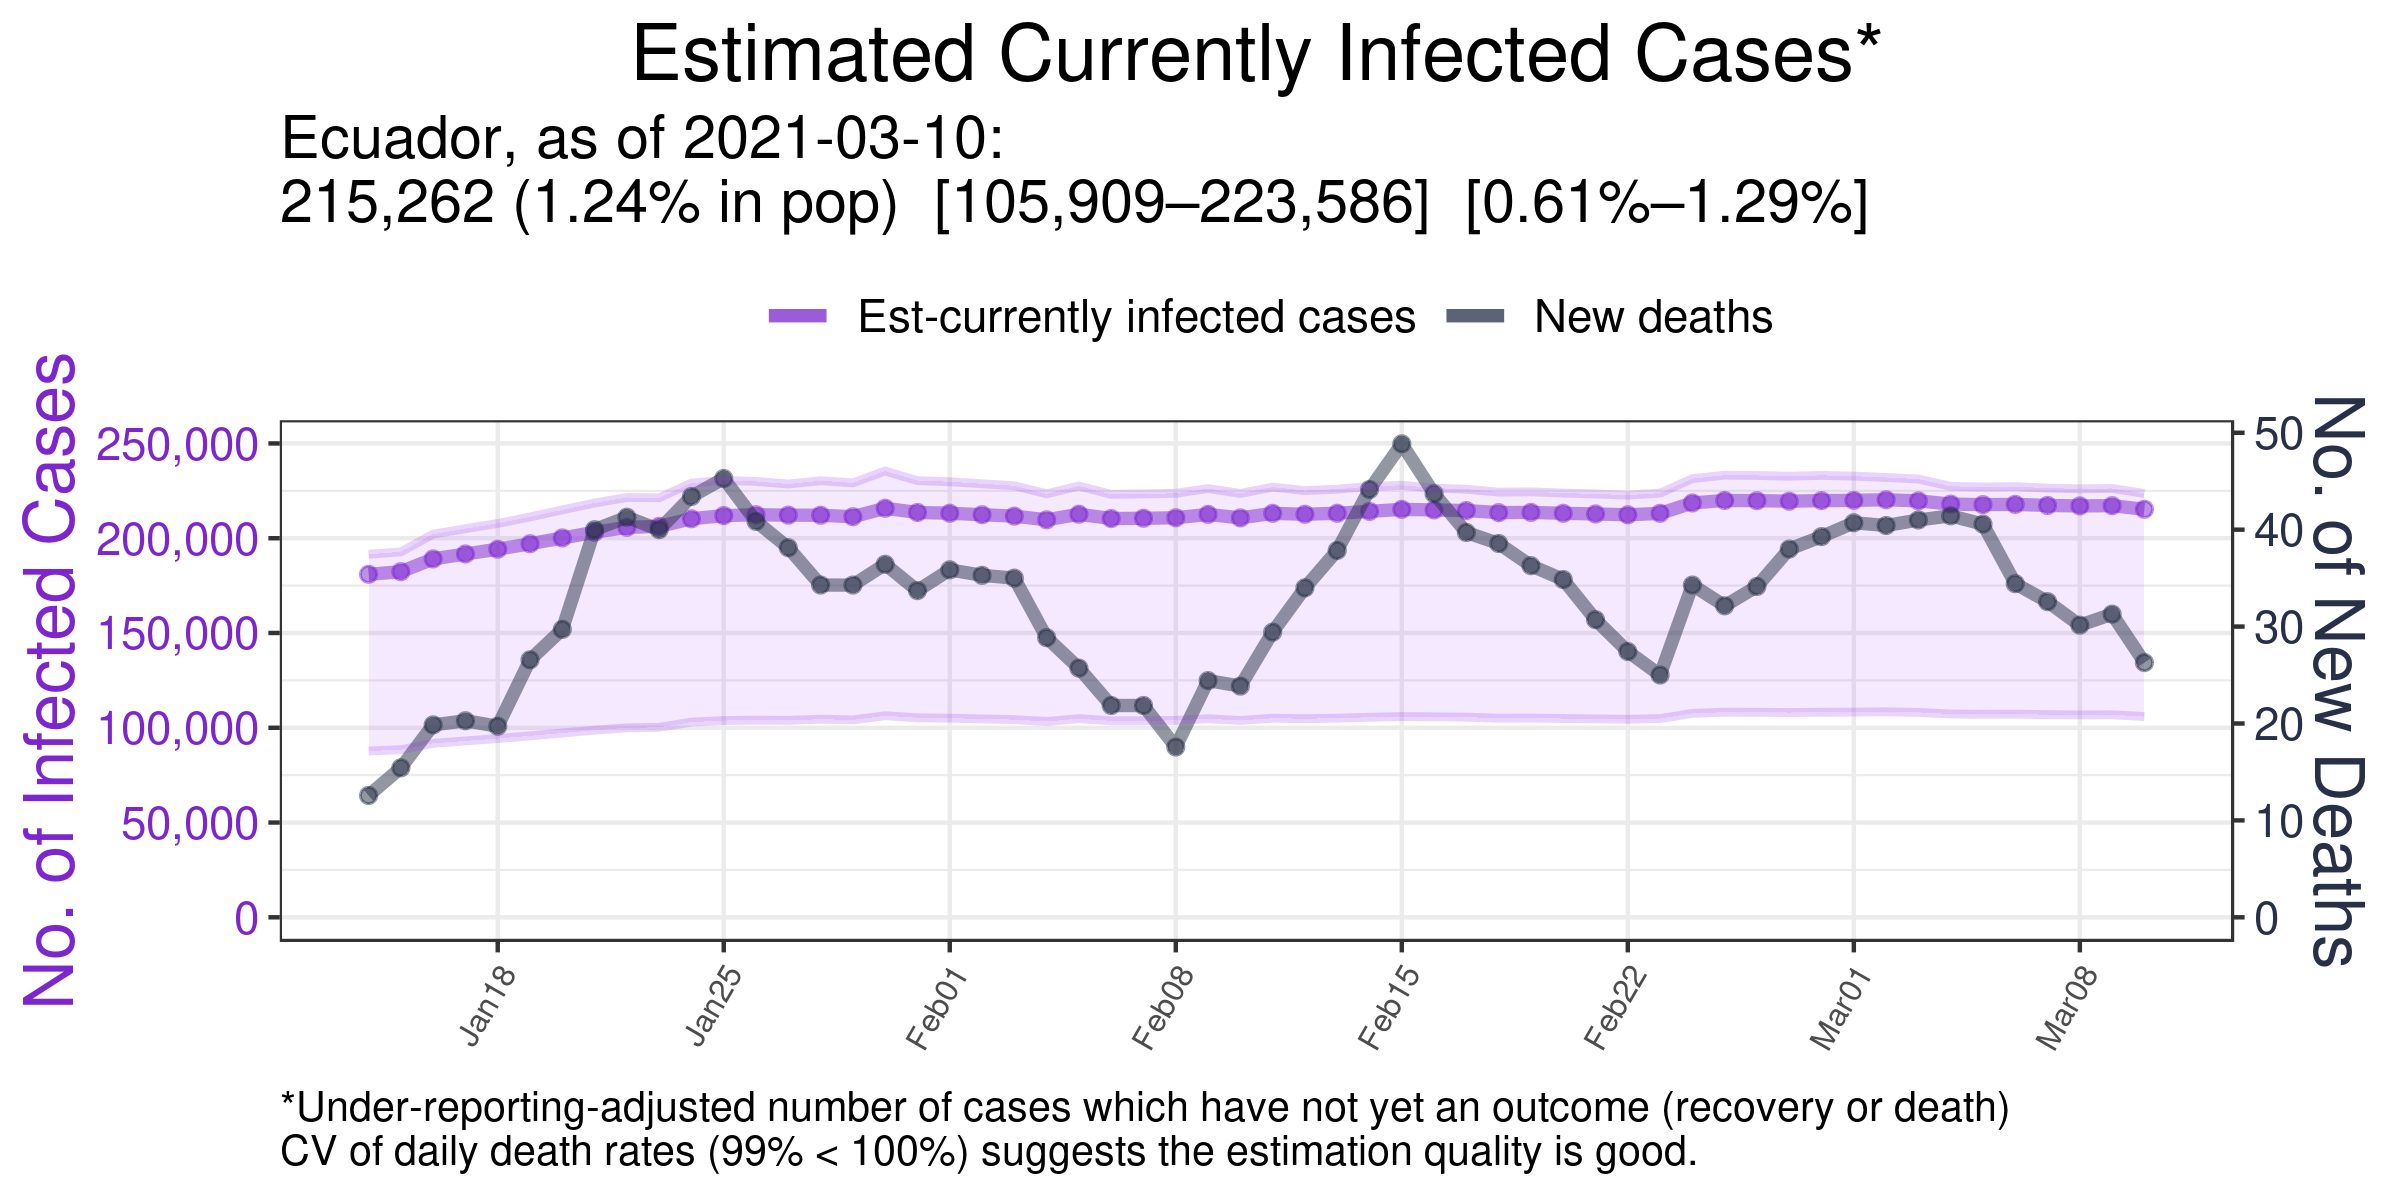 Estimated Currently Infected Cases*
Ecuador, as of 2021-03-10:
215,262 (1.24% in pop)  [105,909–223,586]  [0.61%–1.29%]
Est-currently infected cases
New deaths
No. of Infected Cases
250,000
200,000
150,000
100,000
50,000
0
50
40
30
20
10
0
No. of New Deaths
Jan18
Jan25
Feb01
Feb08
Feb15
Feb22
Mar01
Mar08
*Under-reporting-adjusted number of cases which have not yet an outcome (recovery or death)
CV of daily death rates (99% < 100%) suggests the estimation quality is good.